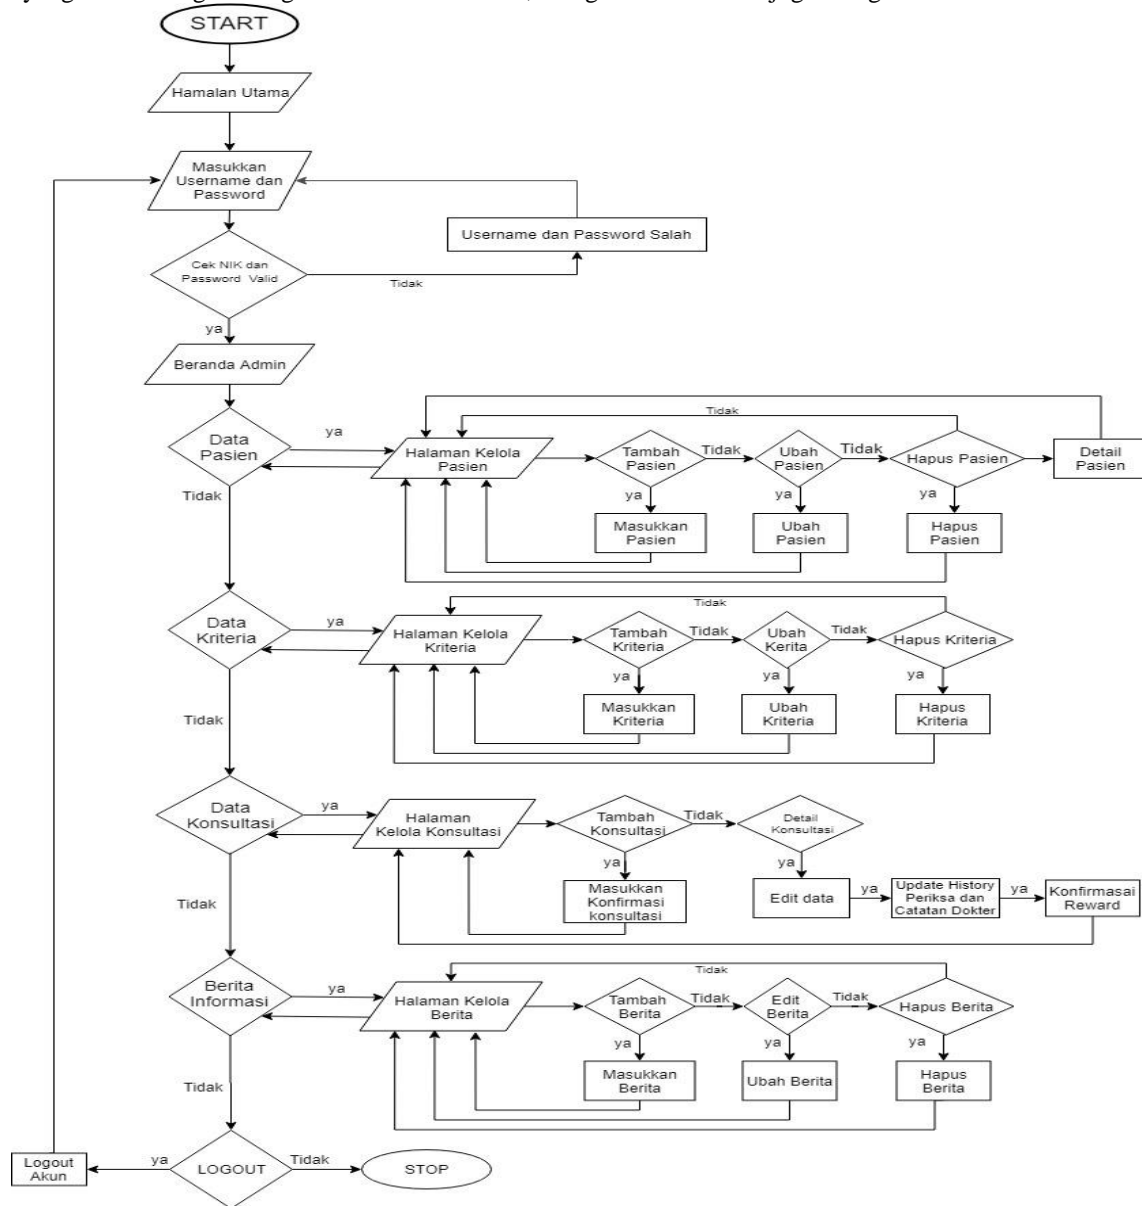 START
Hamalan Utama
Masukkan
Username dan
Password
Username dan Password Salah
Cek NIK dan
Password Valid
Tidak
ya
Beranda Admin
Data
Pasien
ya
Tidak
Halaman Kelola
Pasien
Tambah
Pasien
Tidak
Ubah
Pasien
Tidak
Hapus Pasien
Tidak
Detail
Pasien
ya
Masukkan
Pasien
ya
Ubah
Pasien
ya
Hapus
Pasien
Data
Kriteria
ya
Tidak
Halaman Kelola
Kriteria
Tambah
Kriteria
Tidak
Ubah
Kerita
Tidak
Hapus Kriteria
Tidak
ya
Masukkan
Kriteria
ya
Ubah
Kriteria
ya
Hapus
Kriteria
Data
Konsultasi
ya
Tidak
Halaman
Kelola Konsultasi
Tambah
Konsultasi
Tidak
Detail
Konsultasi
ya
Masukkan
Konfirmasi
konsultasi
ya
Edit data
ya
Update History
Periksa dan
Catatan Dokter
ya
Konfirmasai
Reward
Berita
Informasi
ya
Tidak
Halaman Kelola
Berita
Tambah
Berita
Tidak
Edit
Berita
Tidak
Hapus Berita
Tidak
ya
Masukkan
Berita
ya
Ubah Berita
ya
Hapus
Berita
LOGOUT
ya
Logout
Akun
Tidak
STOP